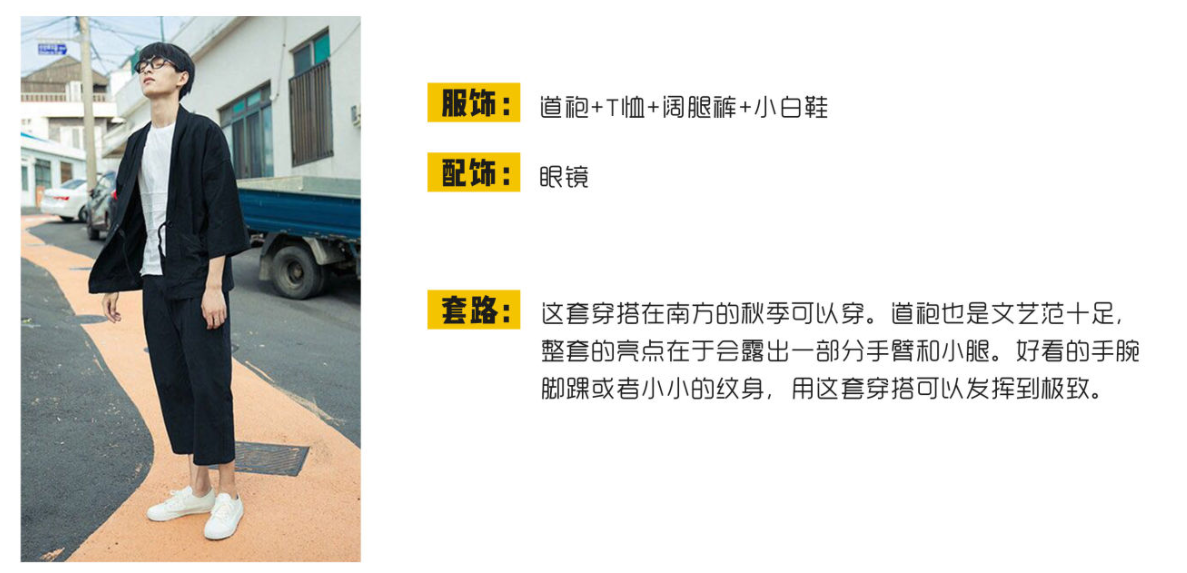 服饰：道袍+T恤+阔腿裤+小白鞋
配饰：眼镜
套路：这套穿搭在南方的秋季可以穿。道袍也是文艺范十足，
整套的亮点在于会露出一部分手臂和小腿。好看的手腕
脚踝或者小小的纹身，用这套穿搭可以发挥到极致。